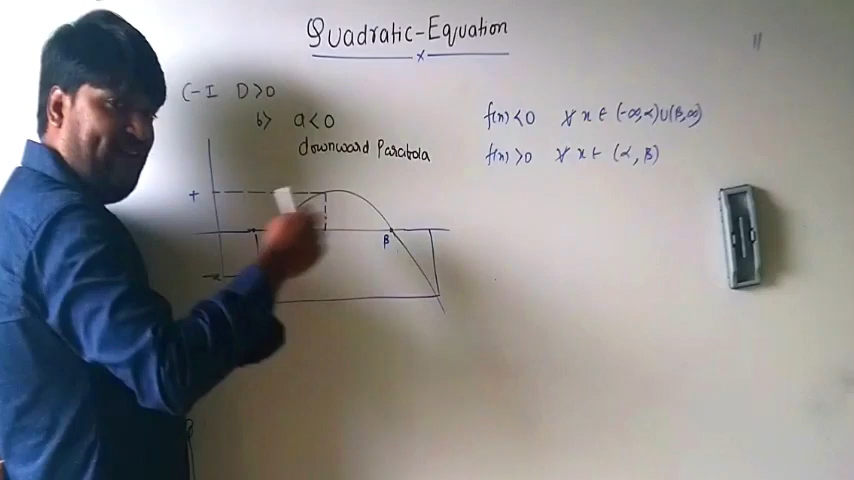 Quadratic-Equation
C-I D>0
b> a<0
downward Parabola
f(x)<0 ∀ x ∈ (-∞,α)∪(β,∞)
f(x)>0 ∀ x ∈ (α, β)
+
β